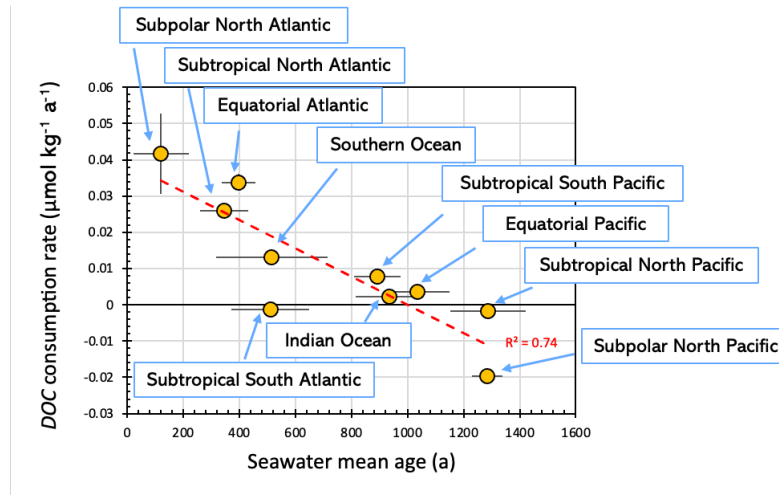 Subpolar North Atlantic
Subtropical North Atlantic
Equatorial Atlantic
Southern Ocean
Subtropical South Pacific
Equatorial Pacific
Subtropical North Pacific
Indian Ocean
Subpolar North Pacific
Subtropical South Atlantic
R² = 0.74
DOC consumption rate (µmol kg⁻¹ a⁻¹)
0.06
0.05
0.04
0.03
0.02
0.01
0
-0.01
-0.02
-0.03
0 200 400 600 800 1000 1200 1400 1600
Seawater mean age (a)